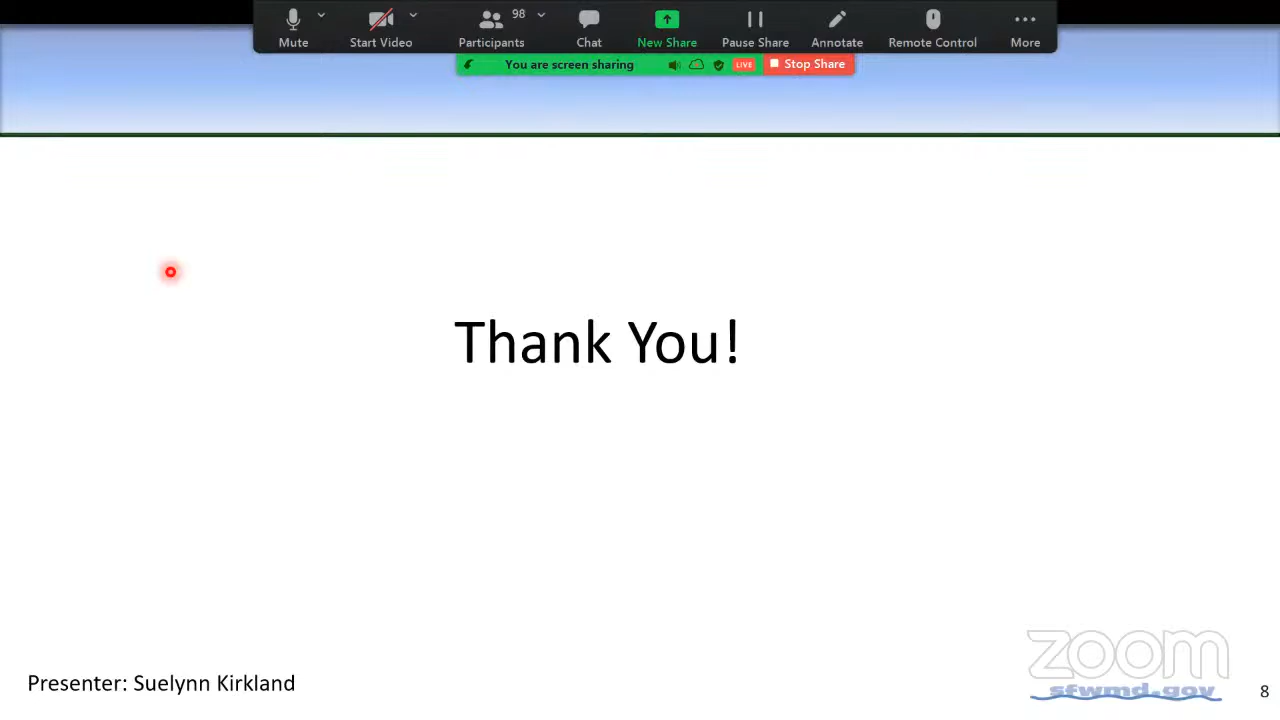 98
Mute
Start Video
Participants
Chat
New Share
Pause Share
Annotate
Remote Control
More
You are screen sharing
LIVE
Stop Share
Thank You!
zoom
sfwmd.gov
Presenter: Suelynn Kirkland
8